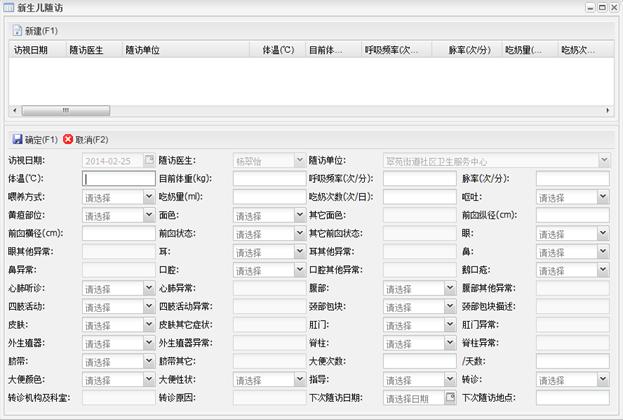 新生儿随访
新建(F1)
访视日期 随访医生 随访单位 体温(℃) 目前体... 呼吸频率(次... 脉率(次/分) 吃奶量(... 吃奶次...
确定(F1) 取消(F2)
访视日期: 2014-02-25 随访医生: 杨翠怡 随访单位: 翠苑街道社区卫生服务中心
体温(℃): 目前体重(kg): 呼吸频率(次/分): 脉率(次/分):
喂养方式: 请选择 吃奶量(ml): 吃奶次数(次/日): 呕吐: 请选择
黄疸部位: 请选择 面色: 请选择 其它面色: 前囟纵径(cm):
前囟横径(cm): 前囟状态: 请选择 其它前囟状态: 眼: 请选择
眼其他异常: 耳: 请选择 耳其他异常: 鼻: 请选择
鼻异常: 口腔: 请选择 口腔其他异常: 鹅口疮: 请选择
心肺听诊: 请选择 心肺异常: 腹部: 请选择 腹部其他异常:
四肢活动: 请选择 四肢活动异常: 颈部包块: 请选择 颈部包块描述:
皮肤: 请选择 皮肤其它症状: 肛门: 请选择 肛门异常:
外生殖器: 请选择 外生殖器异常: 脊柱: 请选择 脊柱异常:
脐带: 请选择 脐带其它: 大便次数: /天数:
大便颜色: 请选择 大便性状: 请选择 指导: 请选择 转诊: 请选择
转诊机构及科室: 转诊原因: 下次随访日期: 请选择日期 下次随访地点: